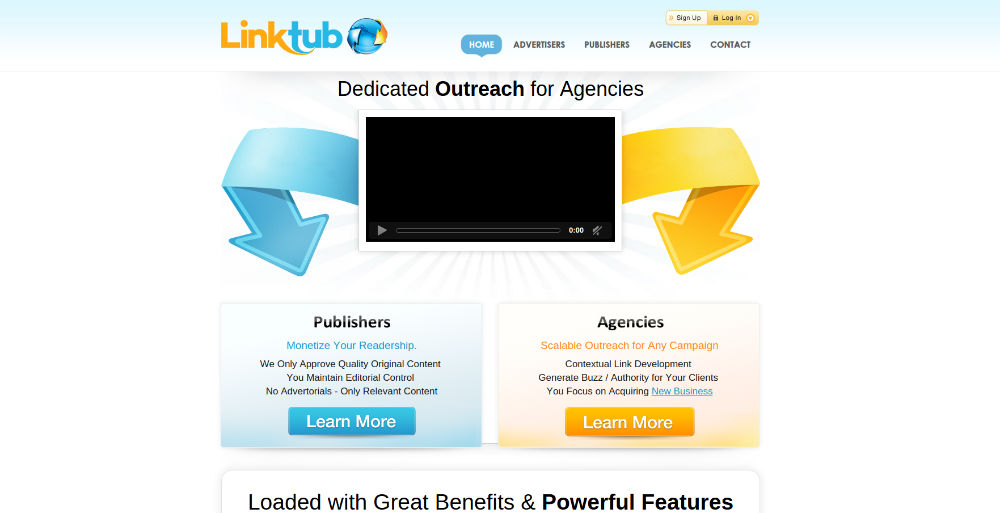 Sign Up
Log In
Linktub
HOME
ADVERTISERS
PUBLISHERS
AGENCIES
CONTACT
Dedicated Outreach for Agencies
0:00
Publishers
Monetize Your Readership.
We Only Approve Quality Original Content
You Maintain Editorial Control
No Advertorials - Only Relevant Content
Learn More
Agencies
Scalable Outreach for Any Campaign
Contextual Link Development
Generate Buzz / Authority for Your Clients
You Focus on Acquiring New Business
Learn More
Loaded with Great Benefits & Powerful Features